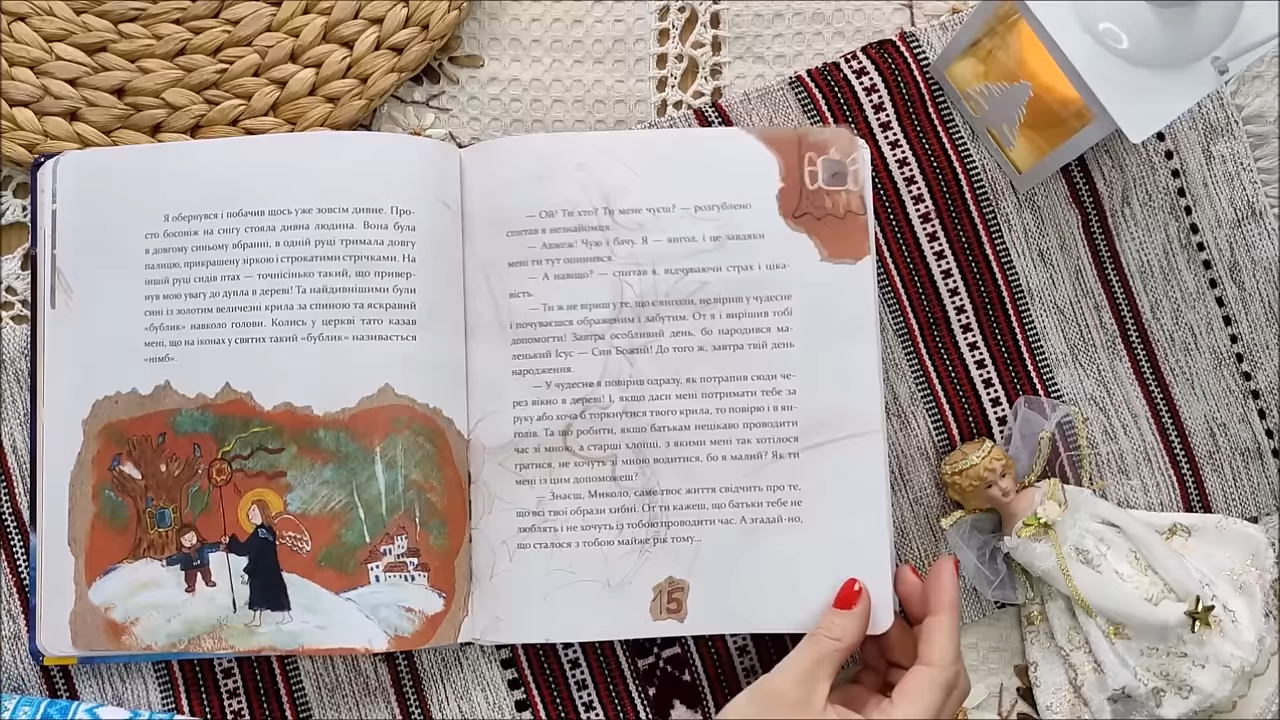 Я обернувся і побачив щось уже зовсім дивне. Про-
сто босоніж на снігу стояла дивна людина. Вона була
в довгому синьому вбранні, в одній руці тримала довгу
палицю, прикрашену зіркою і строкатими стрічками. На
іншій руці сидів птах — точнісінько такий, що привер-
нув мою увагу до дупла в дереві! Та найдивнішими були
сині із золотим величезні крила за спиною та яскравий
«бублик» навколо голови. Колись у церкві тато казав
мені, що на іконах у святих такий «бублик» називається
«німб».
— Ой! Ти хто? Ти мене чуєш? — розгублено
спитав я незнайомця.
— Авжеж! Чую і бачу. Я — янгол, і це завдяки
мені ти тут опинився.
— А навіщо? — спитав я, відчуваючи страх і ціка-
вість.
— Ти ж не віриш у те, що є янголи, не віриш у чудесне
і почуваєшся ображеним і забутим. От я і вирішив тобі
допомогти! Завтра особливий день, бо народився ма-
ленький Ісус — Син Божий! До того ж, завтра твій день
народження.
— У чудесне я повірив одразу, як потрапив сюди че-
рез вікно в дереві! І, якщо даси мені потримати тебе за
руку або хоча б торкнутися твого крила, то повірю і в ян-
голів. Та що робити, якщо батькам нецікаво проводити
час зі мною, а старші хлопці, з якими мені так хотілося
гратися, не хочуть зі мною водитися, бо я малий? Як ти
мені із цим допоможеш?
— Знаєш, Миколо, саме твоє життя свідчить про те,
що всі твої образи хибні. От ти кажеш, що батьки тебе не
люблять і не хочуть із тобою проводити час. А згадай-но,
що сталося з тобою майже рік тому...
15